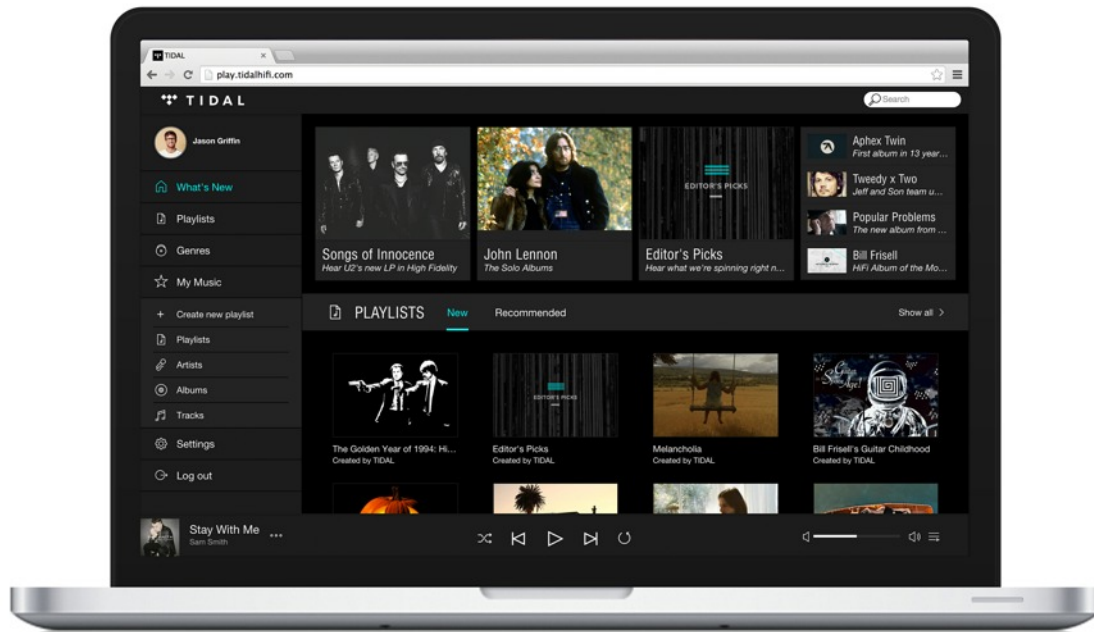 TIDAL
play.tidalhifi.com
TIDAL
Search
Jason Griffin
What's New
Playlists
Genres
My Music
Create new playlist
Playlists
Artists
Albums
Tracks
Settings
Log out
Songs of Innocence
Hear U2's new LP in High Fidelity
John Lennon
The Solo Albums
EDITOR'S PICKS
Editor's Picks
Hear what we're spinning right n...
Aphex Twin
First album in 13 year...
Tweedy x Two
Jeff and Son team u...
Popular Problems
The new album from ...
Bill Frisell
HiFi Album of the Mo...
PLAYLISTS
New
Recommended
Show all
The Golden Year of 1994: Hi...
Created by TIDAL
EDITOR'S PICKS
Editor's Picks
Created by TIDAL
Melancholia
Created by TIDAL
Guitar
in the
Space Age!
Bill Frisell's Guitar Childhood
Created by TIDAL
Stay With Me
Sam Smith